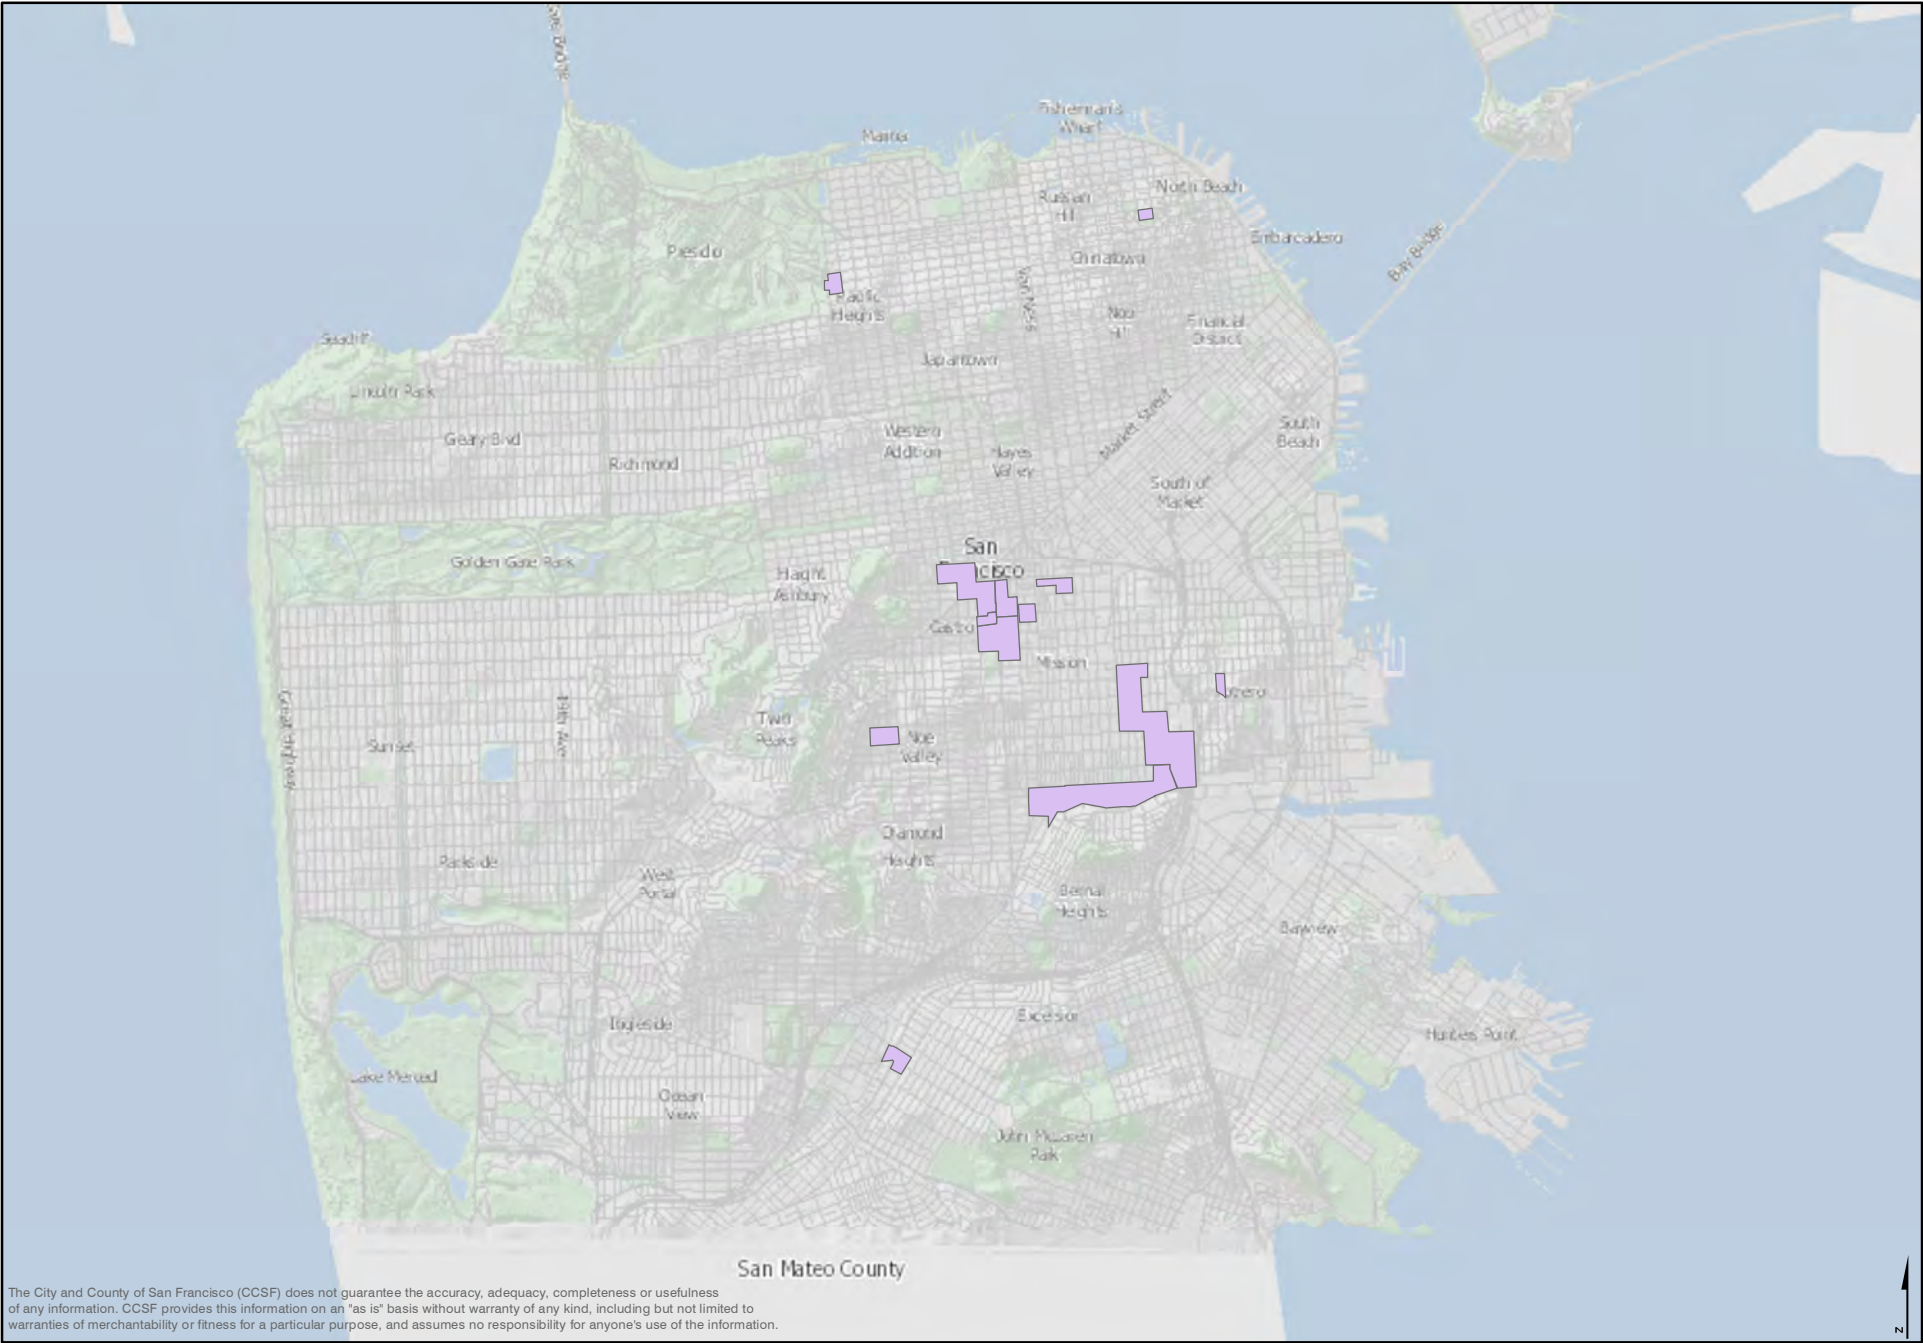 Fisherman's
Wharf
Marina
North Beach
Russian
Hill
Embarcadero
Bay Bridge
Presidio
Chinatown
Van Ness
Pacific
Heights
Nob
Hill
Financial
District
Seacliff
Japantown
Lincoln Park
Market Street
South
Beach
Geary Blvd
Western
Addition
Hayes
Valley
Richmond
South of
Market
San
Golden Gate Park
Haight
Ashbury
Castro
Mission
Great Highway
19th Ave
Two
Peaks
Noe
Valley
Sunset
Diamond
Heights
Parkside
West
Portal
Bernal
Heights
Bayview
Ingleside
Excelsior
Hunters Point
Lake Merced
Ocean
View
John McLaren
Park
San Mateo County
The City and County of San Francisco (CCSF) does not guarantee the accuracy, adequacy, completeness or usefulness
of any information. CCSF provides this information on an "as is" basis without warranty of any kind, including but not limited to
warranties of merchantability or fitness for a particular purpose, and assumes no responsibility for anyone's use of the information.
N